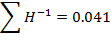 ∑ H⁻¹ = 0.041